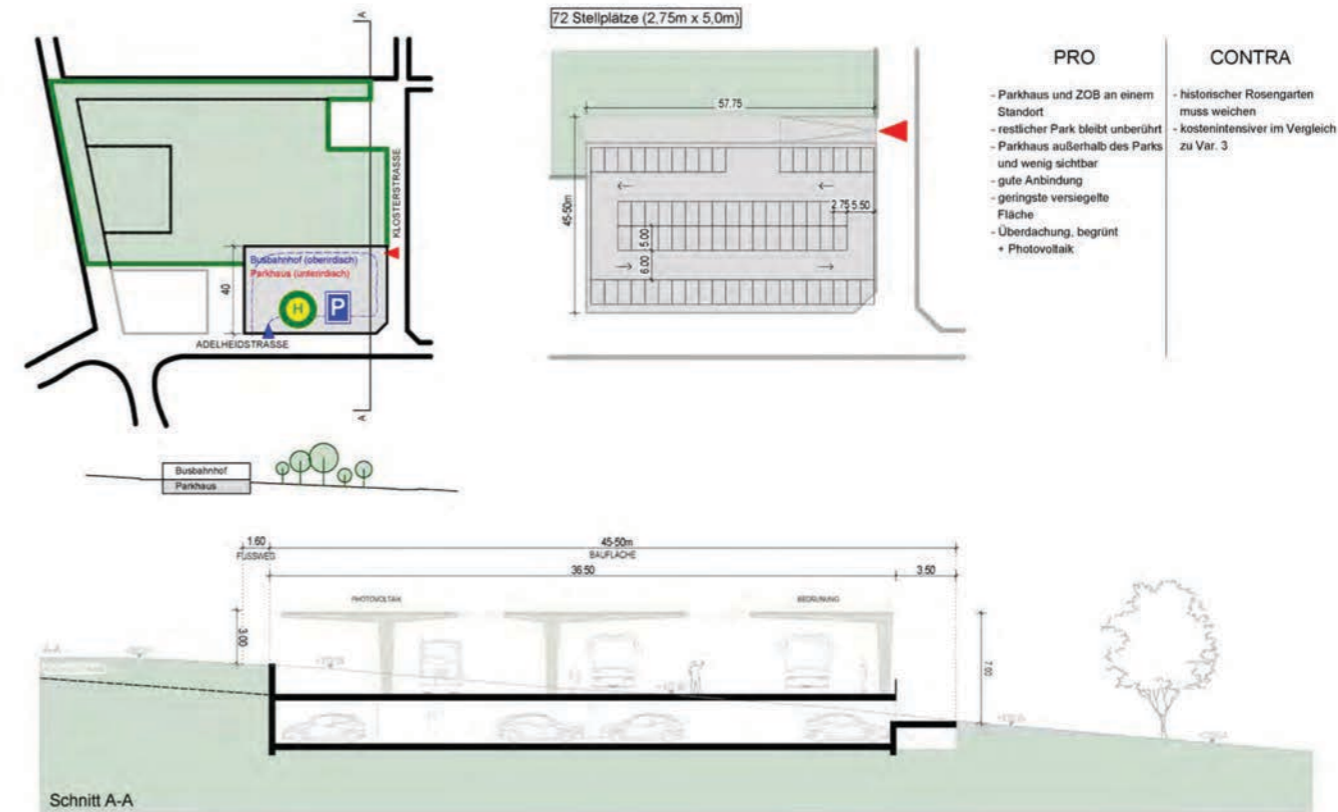 A
KLOSTERSTRASSE
Busbahnhof (oberirdisch)
Parkhaus (unterirdisch)
40
H
P
ADELHEIDSTRASSE
A
72 Stellplätze (2,75m x 5,0m)
57.75
45-50m
2.75 5.50
5.00
6.00
PRO
- Parkhaus und ZOB an einem
Standort
- restlicher Park bleibt unberührt
- Parkhaus außerhalb des Parks
und wenig sichtbar
- gute Anbindung
- geringste versiegelte
Fläche
- Überdachung, begrünt
+ Photovoltaik
CONTRA
- historischer Rosengarten
muss weichen
- kostenintensiver im Vergleich
zu Var. 3
Busbahnhof
Parkhaus
1.60
FUSSWEG
45-50m
BAUFLÄCHE
36.50
3.50
PHOTOVOLTAIK
BEGRÜNUNG
3.00
7.00
A-A
Schnitt A-A